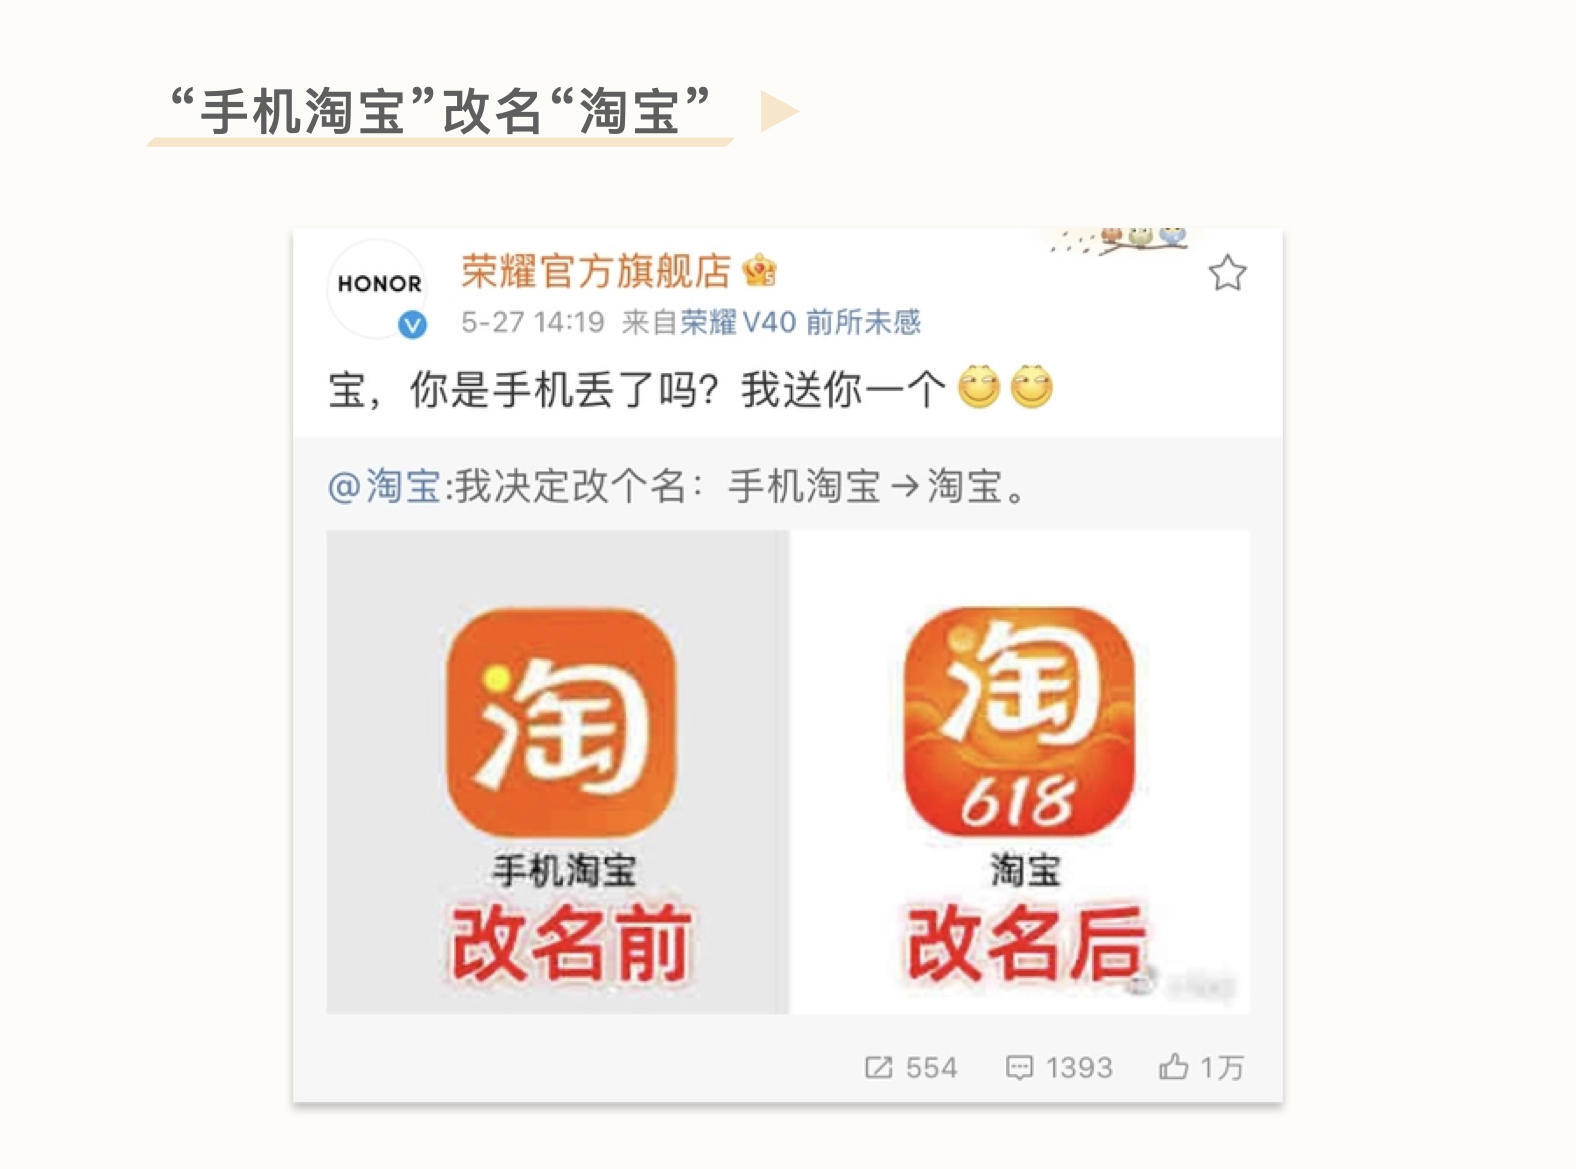 “手机淘宝”改名“淘宝”
HONOR
荣耀官方旗舰店
5-27 14:19 来自荣耀V40 前所未感
宝，你是手机丢了吗？我送你一个
@淘宝:我决定改个名：手机淘宝→淘宝。
淘
淘
618
手机淘宝
淘宝
改名前
改名后
554 1393 1万